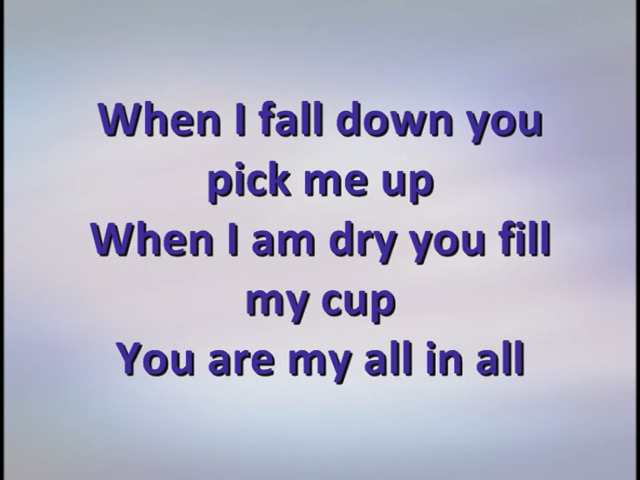 When I fall down you
pick me up
When I am dry you fill
my cup
You are my all in all